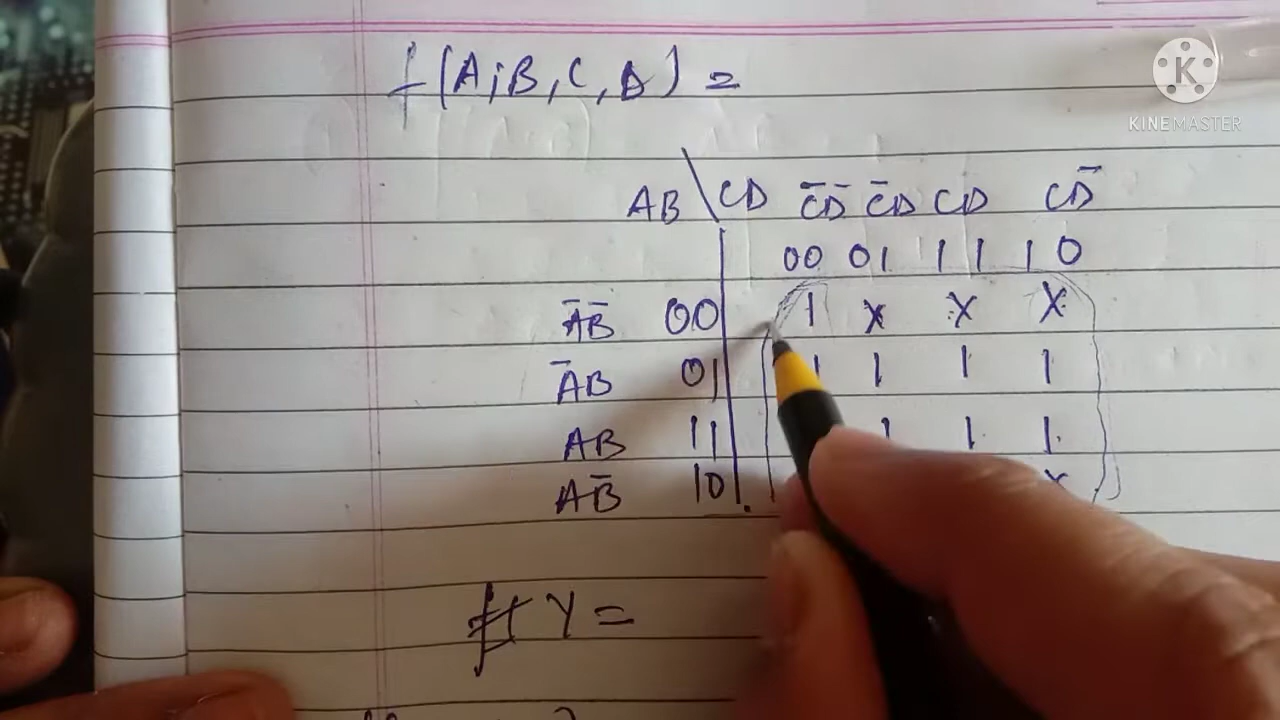 f(A,B,C,D) =
K
KINEMASTER
AB \ CD C̄D̄ C̄D CD CD̄
00 01 11 10
ĀB̄ 00 1 x x x
ĀB 01 1 1 1 1
AB 11 1 1 1
AB̄ 10 x
Y =